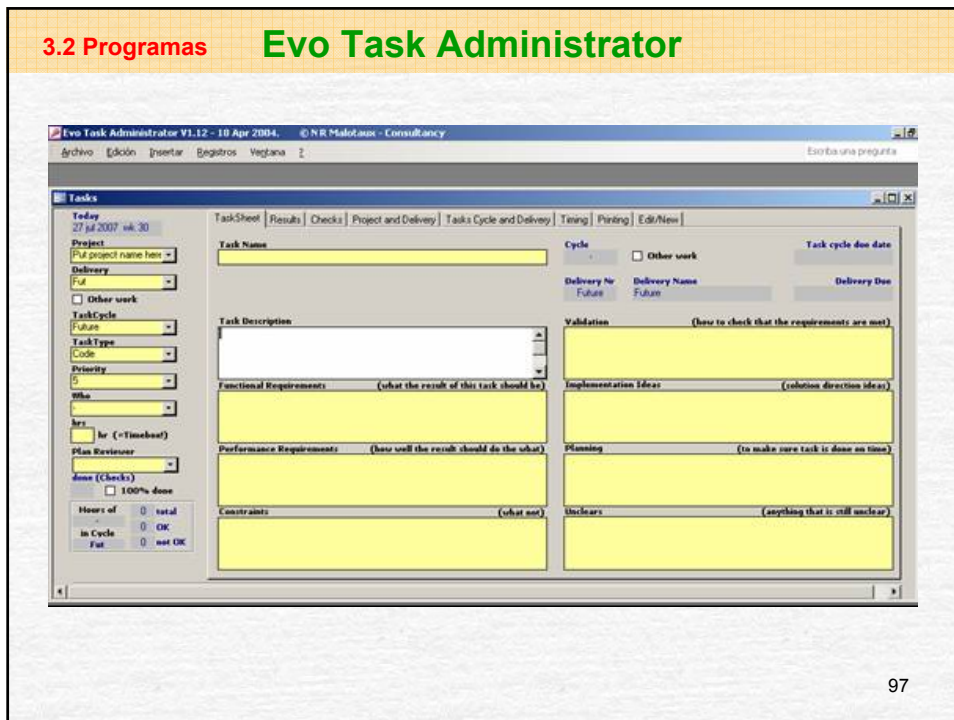 3.2 Programas Evo Task Administrator
Evo Task Administrator V1.12 - 18 Apr 2004. © N R Malotaux - Consultancy
Archivo Edición Insertar Registros Ventana ? Escriba una pregunta
Tasks
Today
27 jul 2007 wk 30
Project
Put project name here
Delivery
Fut
Other work
TaskCycle
Future
TaskType
Code
Priority
5
Who
-
hrs
hr (=Timebox!)
Plan Reviewer
done (Checks)
100% done
Hours of 0 total
- 0 OK
in Cycle
Fut 0 not OK
TaskSheet Results Checks Project and Delivery Tasks Cycle and Delivery Timing Printing Edit/New
Task Name Cycle Task cycle due date
- Other work
Delivery Nr Delivery Name Delivery Due
Future Future
Task Description Validation (how to check that the requirements are met)
Functional Requirements (what the result of this task should be) Implementation Ideas (solution direction ideas)
Performance Requirements (how well the result should do the what) Planning (to make sure task is done on time)
Constraints (what not) Unclears (anything that is still unclear)
97